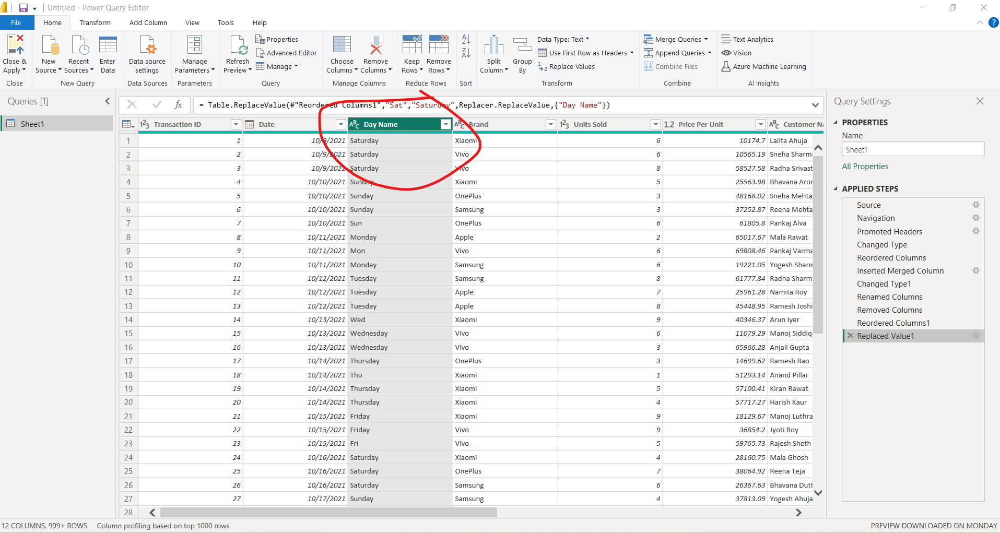 Untitled - Power Query Editor
File Home Transform Add Column View Tools Help
Close & Apply
New Source
Recent Sources
Enter Data
Data source settings
Manage Parameters
Refresh Preview
Properties
Advanced Editor
Manage
Choose Columns
Remove Columns
Keep Rows
Remove Rows
Split Column
Group By
Data Type: Text
Use First Row as Headers
Replace Values
Merge Queries
Append Queries
Combine Files
Text Analytics
Vision
Azure Machine Learning
Close New Query Data Sources Parameters Query Manage Columns Reduce Rows Sort Transform Combine AI Insights
Queries [1]
Sheet1
fx = Table.ReplaceValue(#"Reordered Columns1","Sat","Saturday",Replacer.ReplaceValue,{"Day Name"})
Transaction ID Date Day Name Brand Units Sold 1.2 Price Per Unit Customer Na
1 1 10/9/2021 Saturday Xiaomi 6 10174.7 Lalita Ahuja
2 2 10/9/2021 Saturday Vivo 6 10565.19 Sneha Sharma
3 3 10/9/2021 Saturday Vivo 8 58527.58 Radha Srivast
4 4 10/10/2021 Sunday Xiaomi 5 25563.98 Bhavana Aror
5 5 10/10/2021 Sunday OnePlus 3 48168.02 Sneha Mehta
6 6 10/10/2021 Sunday Samsung 3 37252.87 Reena Mehta
7 7 10/10/2021 Sun OnePlus 6 61805.8 Pankaj Alva
8 8 10/11/2021 Monday Apple 2 65017.67 Mala Rawat
9 9 10/11/2021 Mon Vivo 6 69808.46 Pankaj Varma
10 10 10/11/2021 Monday Samsung 6 19221.05 Yogesh Sharm
11 11 10/12/2021 Tuesday Samsung 8 61777.84 Radha Sharm
12 12 10/12/2021 Tuesday Apple 7 25961.28 Namita Roy
13 13 10/12/2021 Tuesday Apple 8 45448.95 Ramesh Joshi
14 14 10/13/2021 Wed Xiaomi 9 40346.37 Arun Iyer
15 15 10/13/2021 Wednesday Vivo 6 11079.29 Manoj Siddiq
16 16 10/13/2021 Wednesday Vivo 3 65966.28 Anjali Gupta
17 17 10/14/2021 Thursday OnePlus 3 14699.62 Ramesh Rao
18 18 10/14/2021 Thu Xiaomi 1 51293.14 Anand Pillai
19 19 10/14/2021 Thursday Xiaomi 5 57100.41 Kiran Rawat
20 20 10/14/2021 Thursday Xiaomi 4 57717.27 Harish Kaur
21 21 10/15/2021 Friday Xiaomi 9 18129.67 Manoj Luthra
22 22 10/15/2021 Friday Vivo 9 36854.2 Jyoti Roy
23 23 10/15/2021 Fri Vivo 5 59765.73 Rajesh Sheth
24 24 10/16/2021 Saturday Xiaomi 4 28160.75 Mala Ghosh
25 25 10/16/2021 Saturday OnePlus 7 38064.92 Reena Teja
26 26 10/16/2021 Saturday Samsung 6 26367.63 Bhavana Dutt
27 27 10/17/2021 Sunday Samsung 4 37813.09 Yogesh Ahuja
28
Query Settings
PROPERTIES
Name
Sheet1
All Properties
APPLIED STEPS
Source
Navigation
Promoted Headers
Changed Type
Reordered Columns
Inserted Merged Column
Changed Type1
Renamed Columns
Removed Columns
Reordered Columns1
Replaced Value1
12 COLUMNS, 999+ ROWS Column profiling based on top 1000 rows PREVIEW DOWNLOADED ON MONDAY